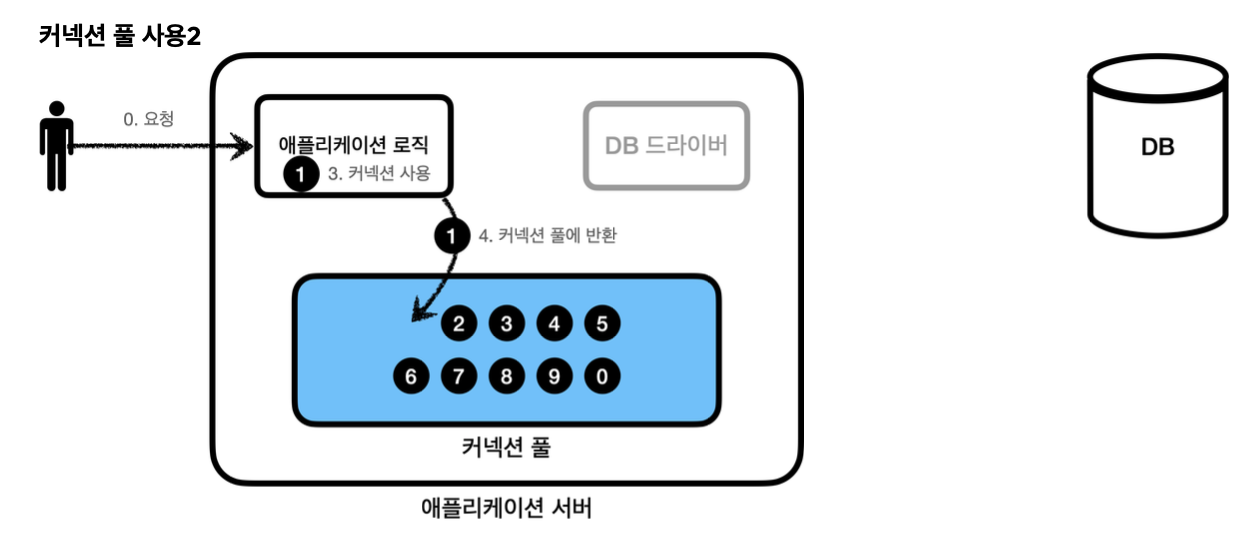 커넥션 풀 사용2
0. 요청
애플리케이션 로직
1 3. 커넥션 사용
DB 드라이버
DB
1 4. 커넥션 풀에 반환
2 3 4 5
6 7 8 9 0
커넥션 풀
애플리케이션 서버